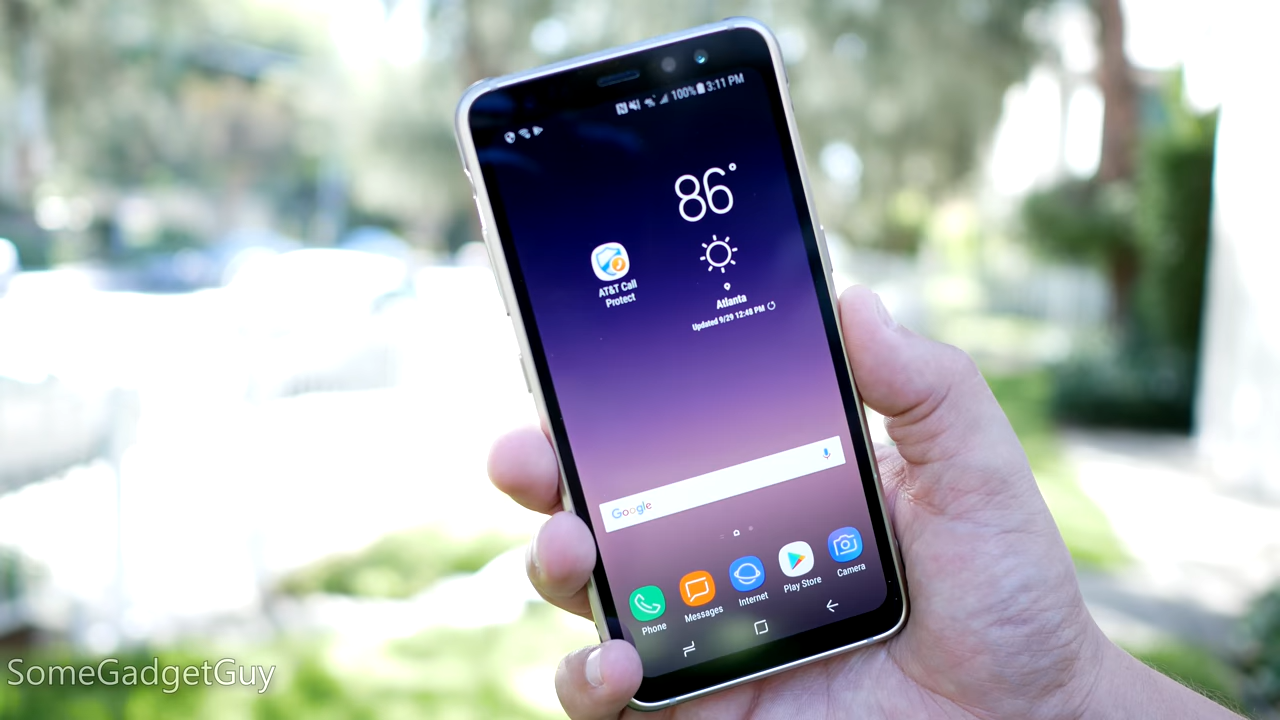 100% 3:11 PM
86°
AT&T Call
Protect
Atlanta
Updated 9/29 12:48 PM
Google
Phone
Messages
Internet
Play Store
Camera
SomeGadgetGuy